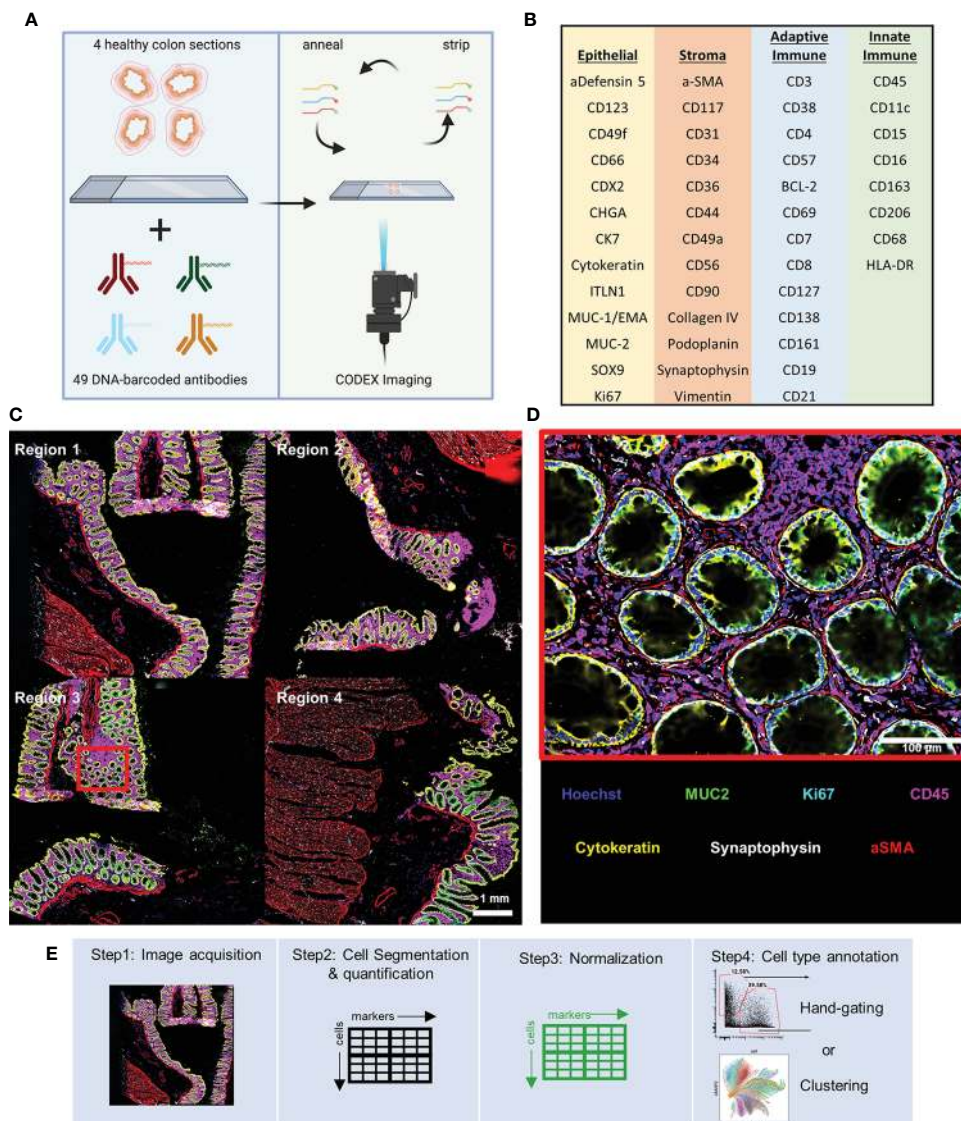 A
4 healthy colon sections
49 DNA-barcoded antibodies
anneal strip
CODEX Imaging
B
Epithelial Stroma Adaptive Immune Innate Immune
aDefensin 5 a-SMA CD3 CD45
CD123 CD117 CD38 CD11c
CD49f CD31 CD4 CD15
CD66 CD34 CD57 CD16
CDX2 CD36 BCL-2 CD163
CHGA CD44 CD69 CD206
CK7 CD49a CD7 CD68
Cytokeratin CD56 CD8 HLA-DR
ITLN1 CD90 CD127
MUC-1/EMA Collagen IV CD138
MUC-2 Podoplanin CD161
SOX9 Synaptophysin CD19
Ki67 Vimentin CD21
C
Region 1 Region 2
Region 3 Region 4
1 mm
D
100 µm
Hoechst MUC2 Ki67 CD45
Cytokeratin Synaptophysin aSMA
E
Step1: Image acquisition
Step2: Cell Segmentation
& quantification
markers
cells
Step3: Normalization
markers
cells
Step4: Cell type annotation
Hand-gating
or
Clustering